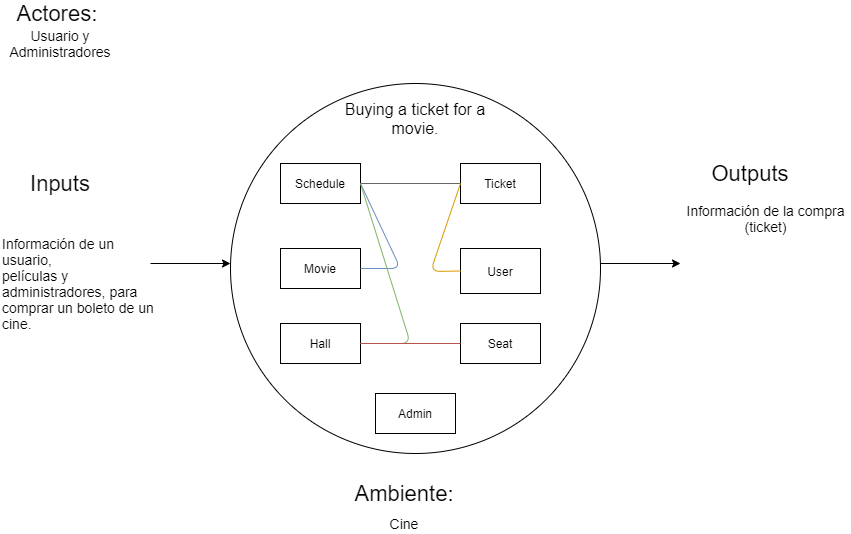 Actores:
Usuario y
Administradores
Buying a ticket for a
movie.
Inputs
Información de un
usuario,
películas y
administradores, para
comprar un boleto de un
cine.
Schedule
Ticket
Movie
User
Hall
Seat
Admin
Outputs
Información de la compra
(ticket)
Ambiente:
Cine